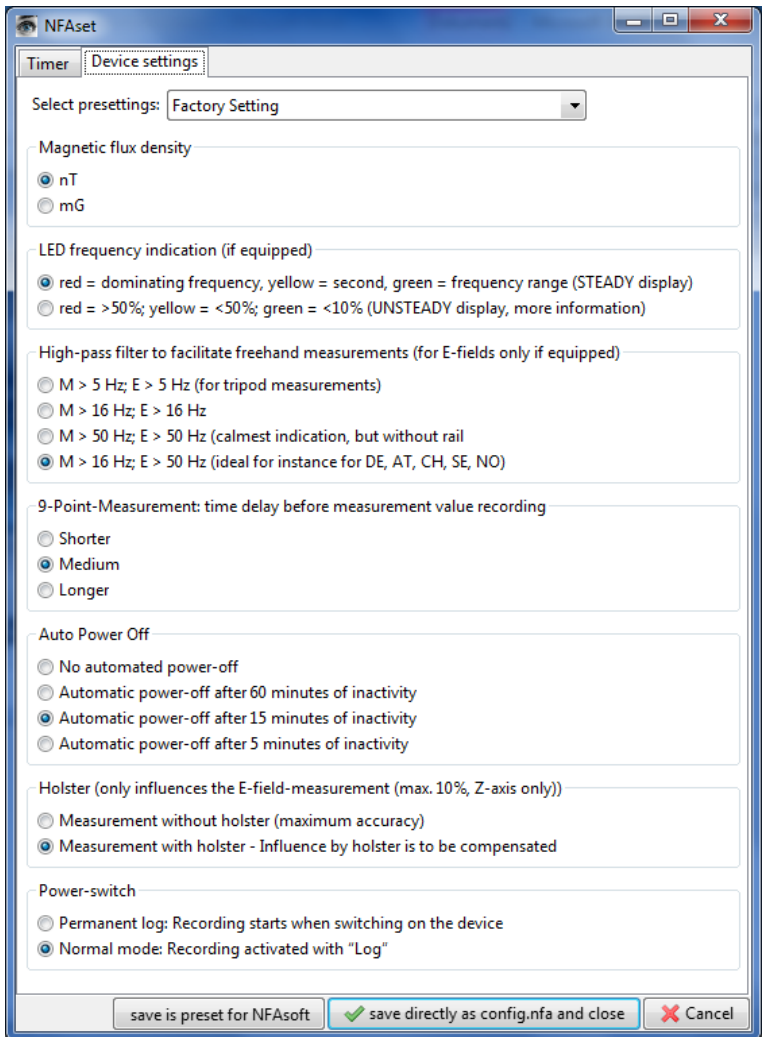 NFAset
Timer
Device settings
Select presettings: Factory Setting
Magnetic flux density
nT
mG
LED frequency indication (if equipped)
red = dominating frequency, yellow = second, green = frequency range (STEADY display)
red = >50%; yellow = <50%; green = <10% (UNSTEADY display, more information)
High-pass filter to facilitate freehand measurements (for E-fields only if equipped)
M > 5 Hz; E > 5 Hz (for tripod measurements)
M > 16 Hz; E > 16 Hz
M > 50 Hz; E > 50 Hz (calmest indication, but without rail
M > 16 Hz; E > 50 Hz (ideal for instance for DE, AT, CH, SE, NO)
9-Point-Measurement: time delay before measurement value recording
Shorter
Medium
Longer
Auto Power Off
No automated power-off
Automatic power-off after 60 minutes of inactivity
Automatic power-off after 15 minutes of inactivity
Automatic power-off after 5 minutes of inactivity
Holster (only influences the E-field-measurement (max. 10%, Z-axis only))
Measurement without holster (maximum accuracy)
Measurement with holster - Influence by holster is to be compensated
Power-switch
Permanent log: Recording starts when switching on the device
Normal mode: Recording activated with “Log“
save is preset for NFAsoft
save directly as config.nfa and close
Cancel